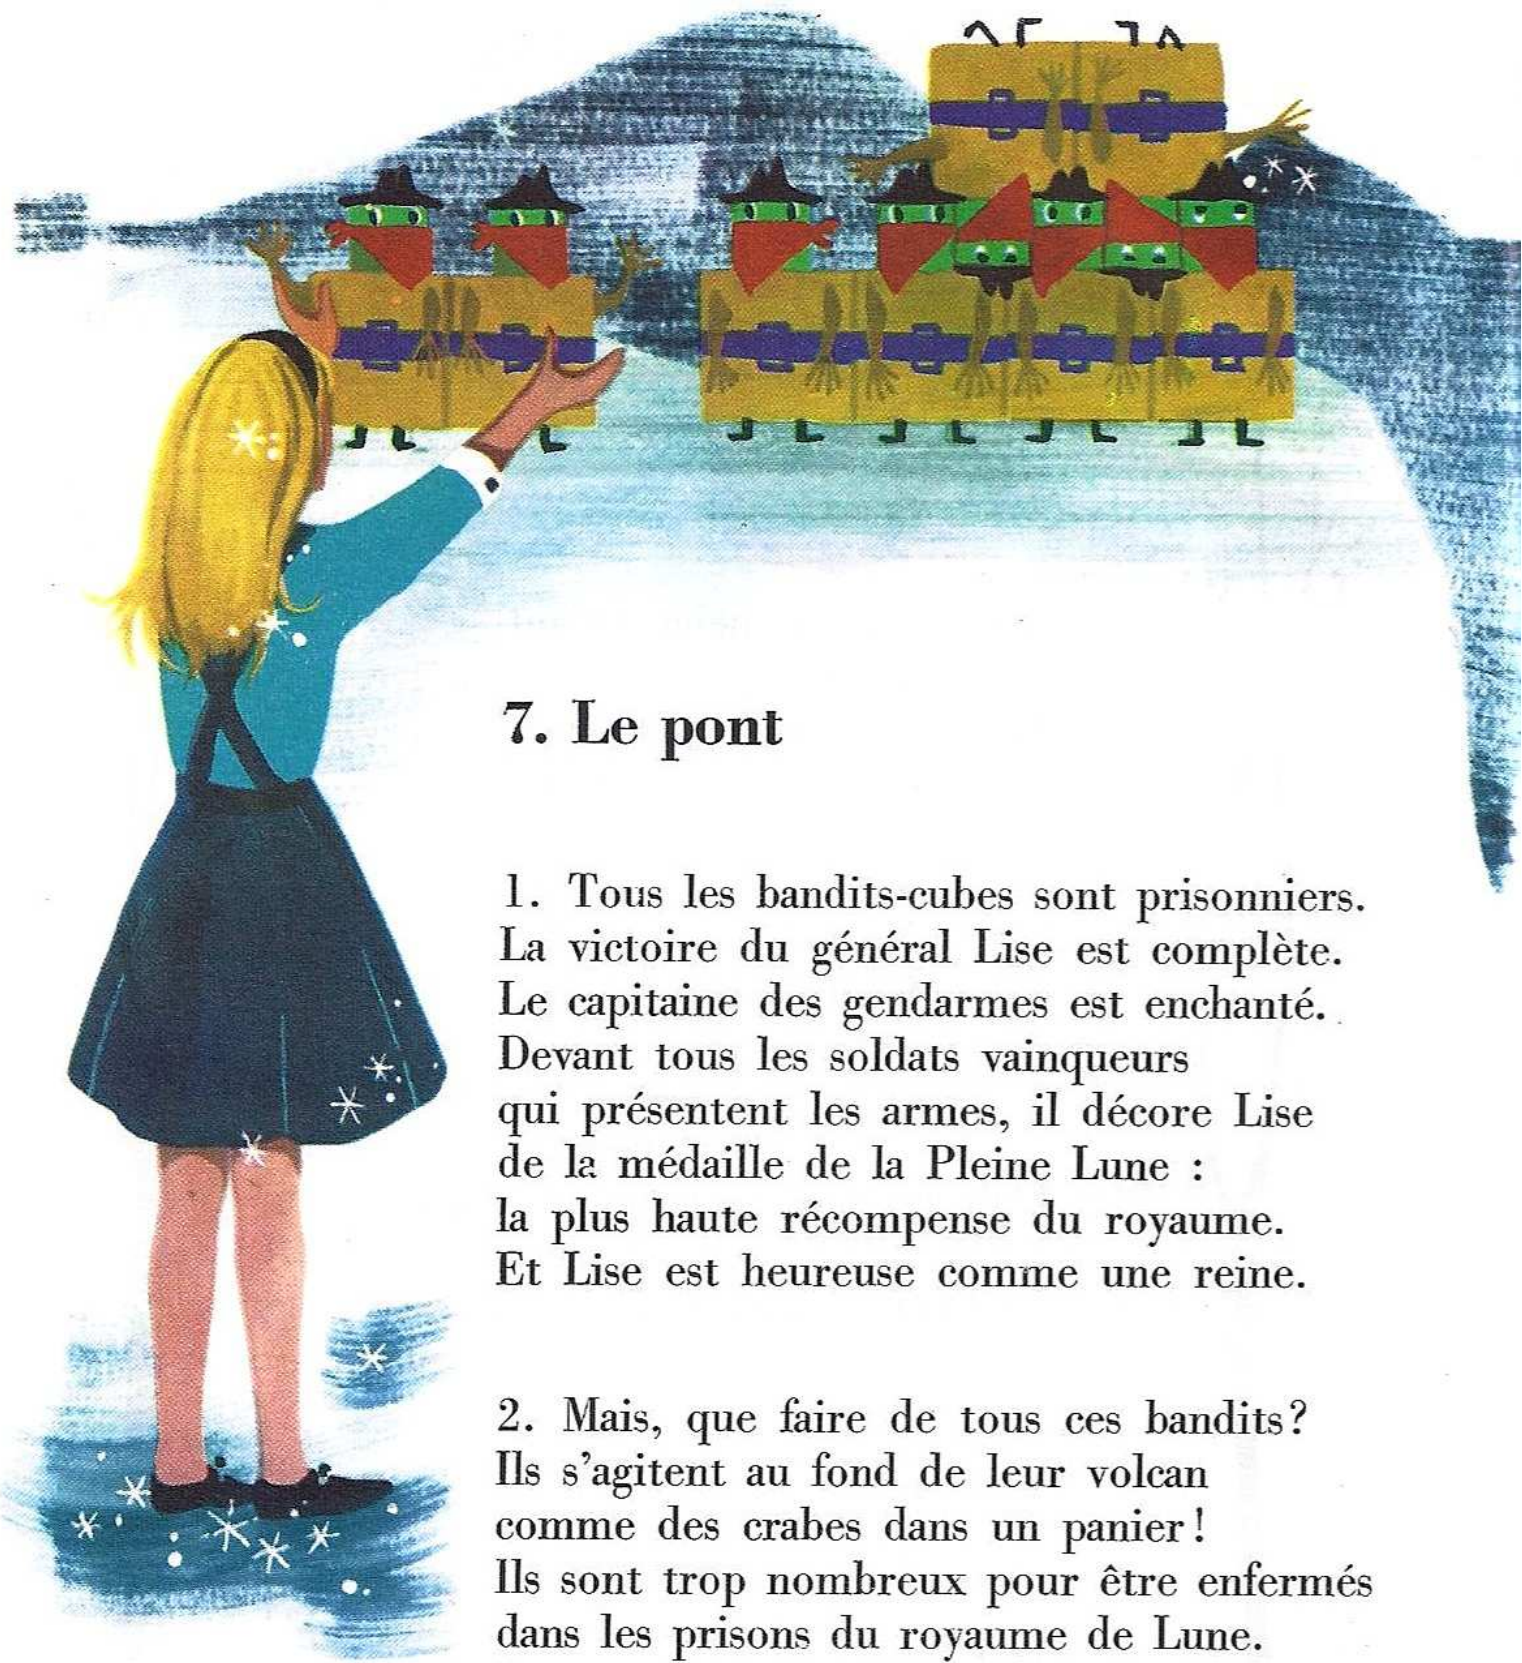 7. Le pont
1. Tous les bandits-cubes sont prisonniers.
La victoire du général Lise est complète.
Le capitaine des gendarmes est enchanté.
Devant tous les soldats vainqueurs
qui présentent les armes, il décore Lise
de la médaille de la Pleine Lune :
la plus haute récompense du royaume.
Et Lise est heureuse comme une reine.
2. Mais, que faire de tous ces bandits?
Ils s'agitent au fond de leur volcan
comme des crabes dans un panier!
Ils sont trop nombreux pour être enfermés
dans les prisons du royaume de Lune.